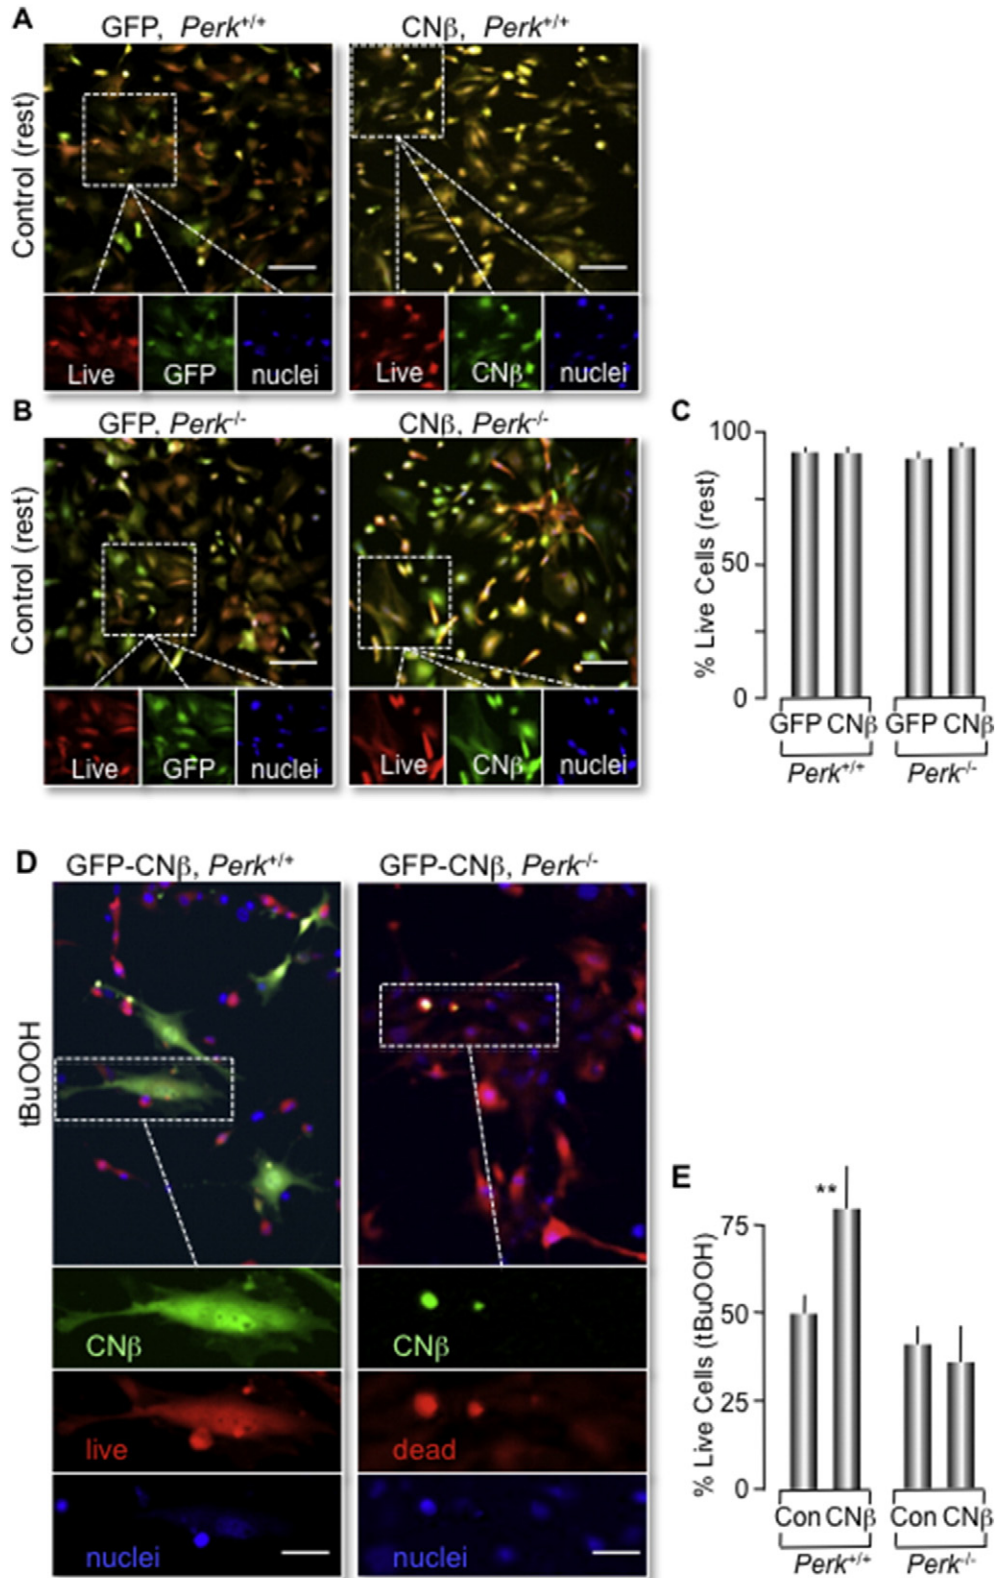 A
GFP, Perk+/+
CNβ, Perk+/+
Control (rest)
Live
GFP
nuclei
Live
CNβ
nuclei
B
GFP. Perk-/-
CNβ. Perk-/-
Control (rest)
Live
GFP
nuclei
Live
CNβ
nuclei
C
% Live Cells (rest)
100
50
0
GFP CNβ GFP CNβ
Perk+/+ Perk-/-
D
GFP-CNβ, Perk+/+
GFP-CNβ, Perk-/-
tBuOOH
CNβ
live
nuclei
CNβ
dead
nuclei
E
% Live Cells (tBuOOH)
75
50
25
0
**
Con CNβ Con CNβ
Perk+/+ Perk-/-